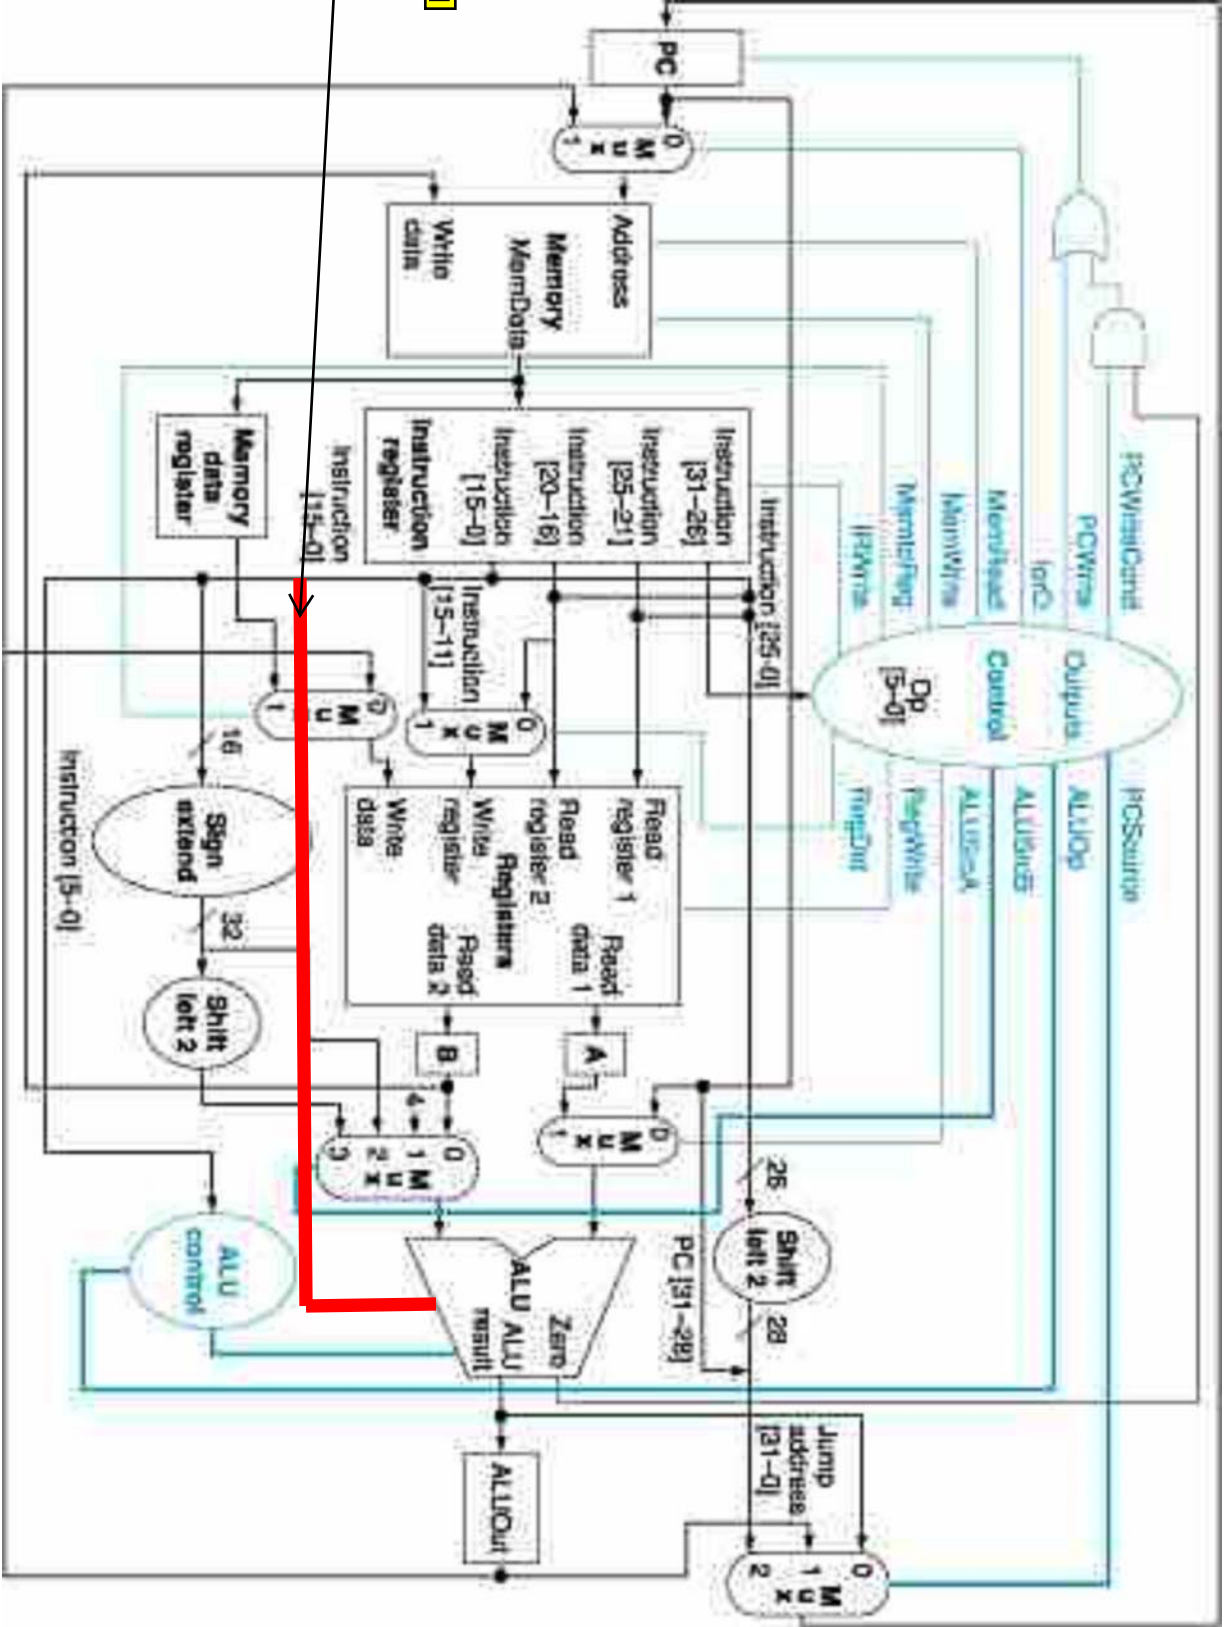 PC
0
M
u
x
1
Address
Memory
MemData
Write
data
Instruction
[31–26]
Instruction
[25–21]
Instruction
[20–16]
Instruction
[15–0]
Instruction
register
Memory
data
register
Instruction
[15–0]
Instruction [25–0]
Instruction
[15–11]
0
M
u
x
1
0
M
u
1
PCWriteCond
PCWrite
IorD
MemRead
MemWrite
MemtoReg
IRWrite
Outputs
Control
Op
[5–0]
PCSource
ALUOp
ALUSrcB
ALUSrcA
RegWrite
RegDst
Read
register 1
Read
register 2
Write
register
Write
data
Registers
Read
data 1
Read
data 2
16
Sign
extend
32
Shift
left 2
Instruction [5–0]
A
B
4
0
M
u
x
1
0
1
2
3
M
u
x
26
Shift
left 2
28
PC [31–28]
ALU
control
ALU
Zero
ALU
result
ALUOut
Jump
address
[31–0]
0
1
2
M
u
x